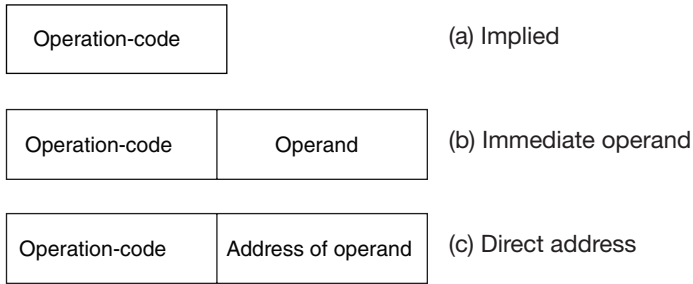 Operation-code (a) Implied
Operation-code Operand (b) Immediate operand
Operation-code Address of operand (c) Direct address